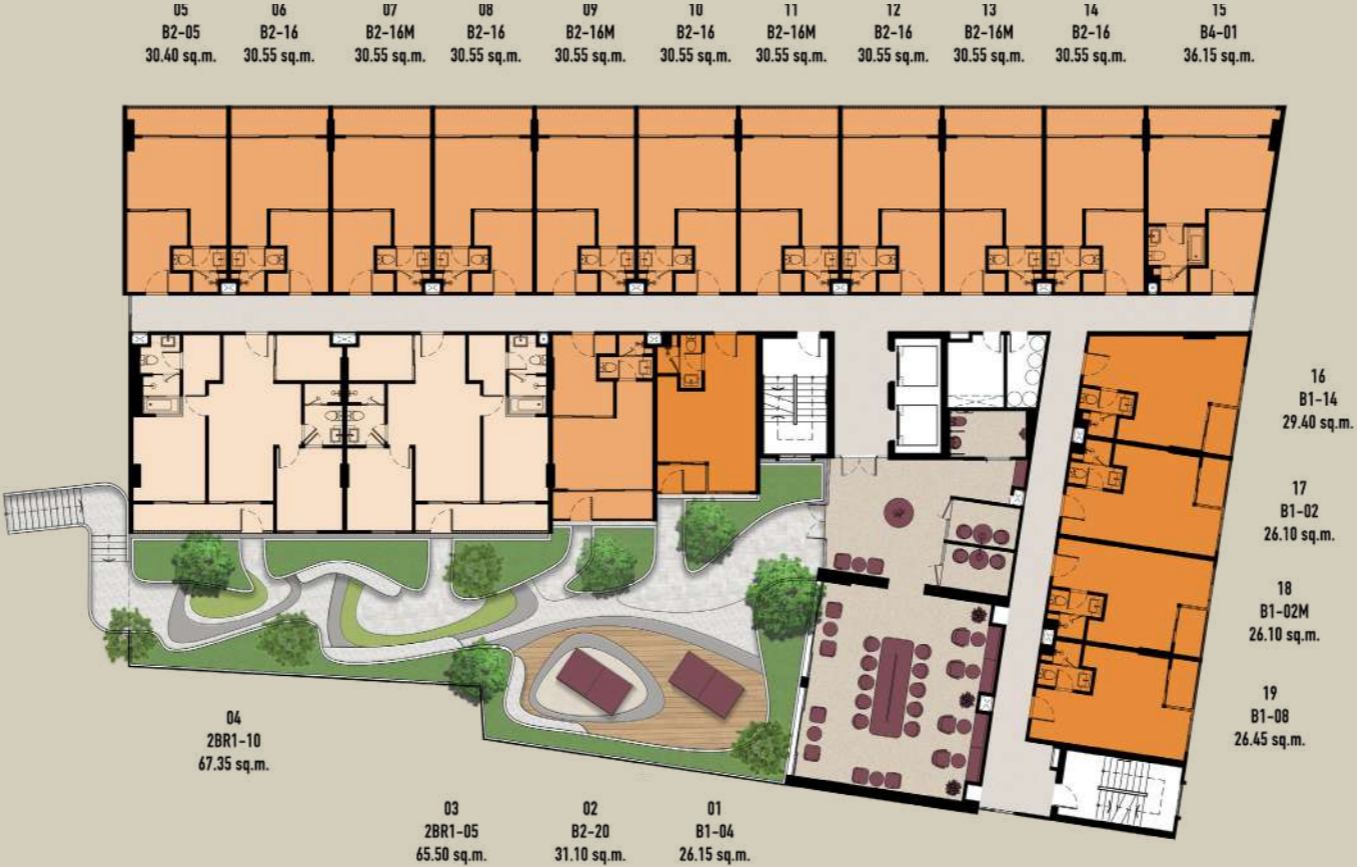 05 06 07 08 09 10 11 12 13 14 15
B2-05 B2-16 B2-16M B2-16 B2-16M B2-16 B2-16M B2-16 B2-16M B2-16 B4-01
30.40 sq.m. 30.55 sq.m. 30.55 sq.m. 30.55 sq.m. 30.55 sq.m. 30.55 sq.m. 30.55 sq.m. 30.55 sq.m. 30.55 sq.m. 30.55 sq.m. 36.15 sq.m.
16
B1-14
29.40 sq.m.
17
B1-02
26.10 sq.m.
18
B1-02M
26.10 sq.m.
19
B1-08
26.45 sq.m.
04
2BR1-10
67.35 sq.m.
03 02 01
2BR1-05 B2-20 B1-04
65.50 sq.m. 31.10 sq.m. 26.15 sq.m.